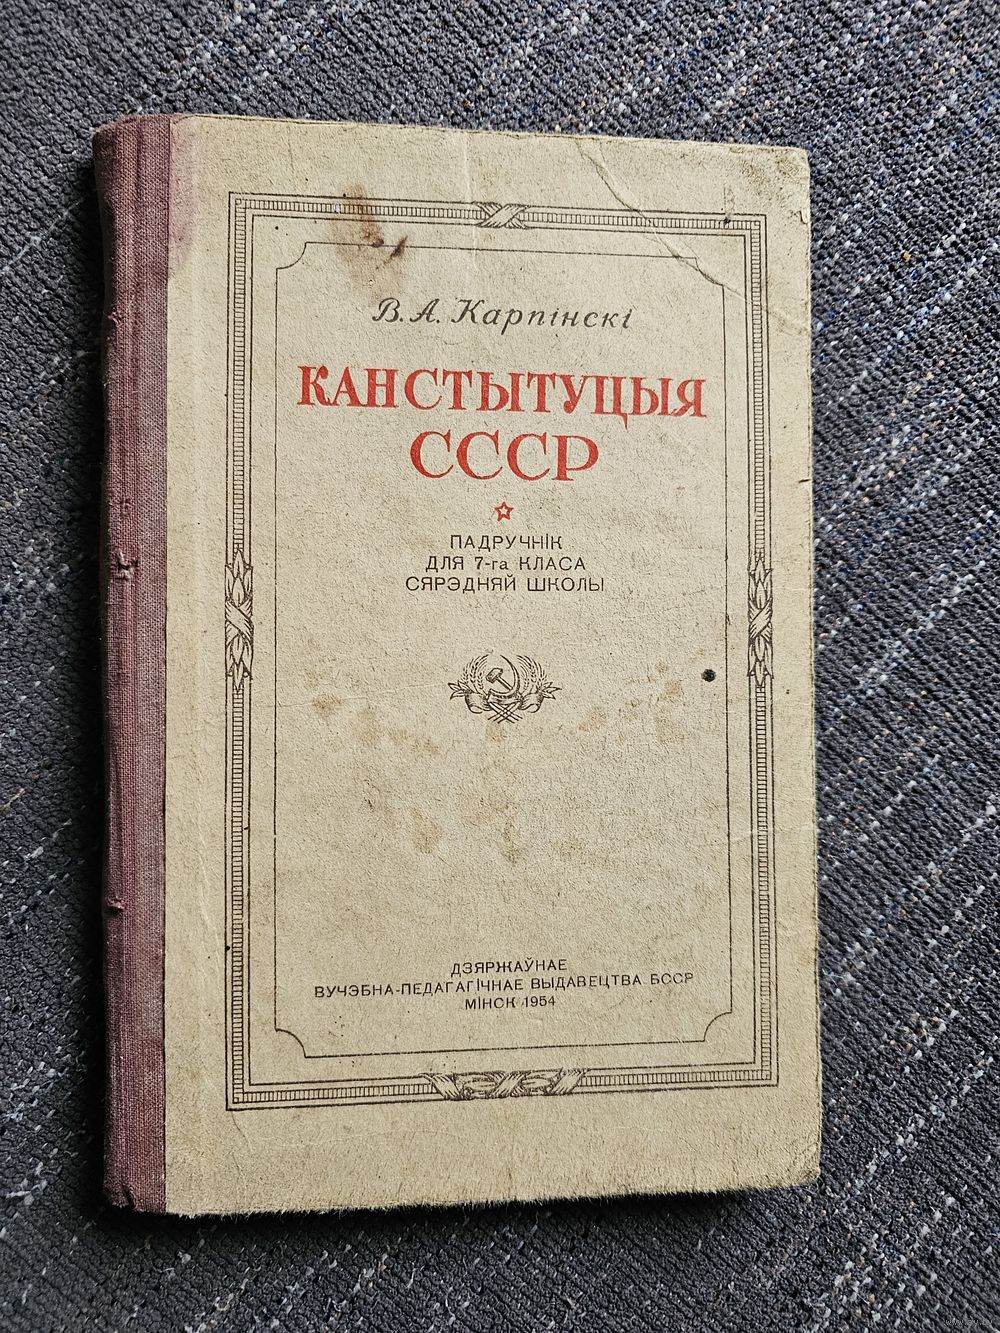 В. А. Карпінскі
КАНСТЫТУЦЫЯ
СССР
ПАДРУЧНІК
ДЛЯ 7-га КЛАСА
СЯРЭДНЯЙ ШКОЛЫ
ДЗЯРЖАЎНАЕ
ВУЧЭБНА-ПЕДАГАГІЧНАЕ ВЫДАВЕЦТВА БССР
МІНСК 1954